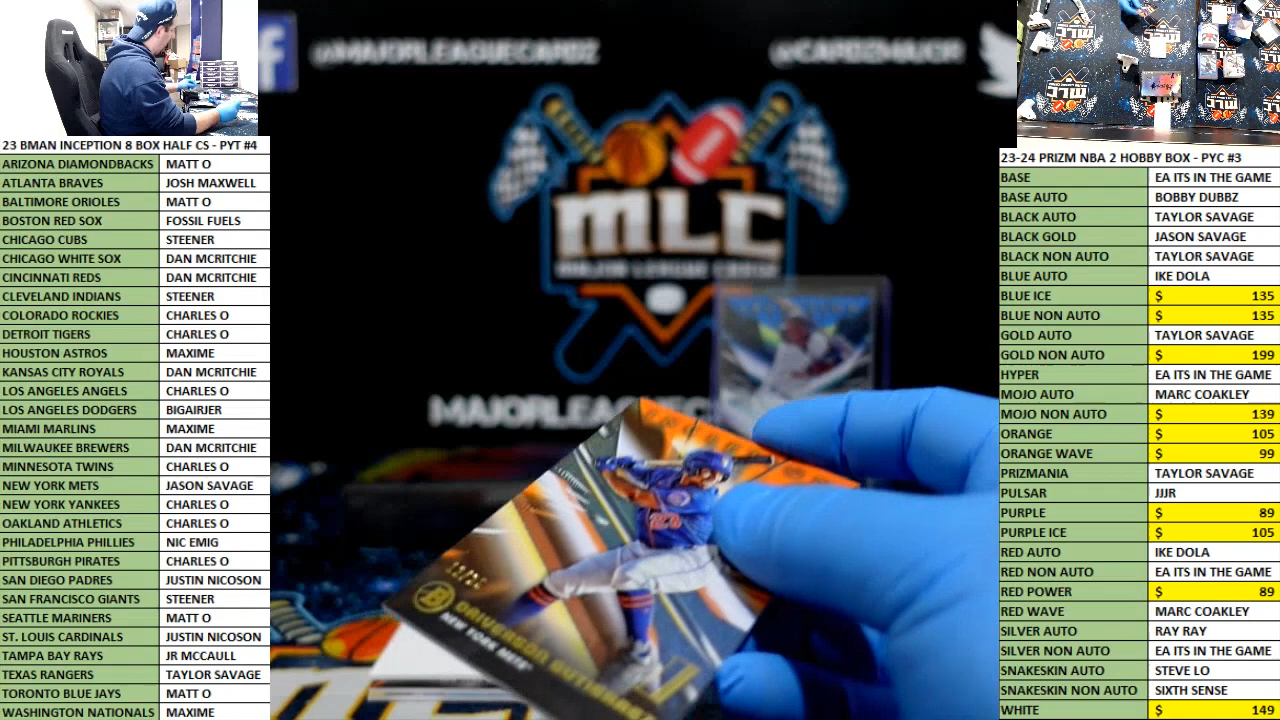 @MAJORLEAGUECARDZ
@CARDZMAJOR
MLC
23 BMAN INCEPTION 8 BOX HALF CS - PYT #4
ARIZONA DIAMONDBACKS MATT O
ATLANTA BRAVES JOSH MAXWELL
BALTIMORE ORIOLES MATT O
BOSTON RED SOX FOSSIL FUELS
CHICAGO CUBS STEENER
CHICAGO WHITE SOX DAN MCRITCHIE
CINCINNATI REDS DAN MCRITCHIE
CLEVELAND INDIANS STEENER
COLORADO ROCKIES CHARLES O
DETROIT TIGERS CHARLES O
HOUSTON ASTROS MAXIME
KANSAS CITY ROYALS DAN MCRITCHIE
LOS ANGELES ANGELS CHARLES O
LOS ANGELES DODGERS BIGAIRJER
MIAMI MARLINS MAXIME
MILWAUKEE BREWERS DAN MCRITCHIE
MINNESOTA TWINS CHARLES O
NEW YORK METS JASON SAVAGE
NEW YORK YANKEES CHARLES O
OAKLAND ATHLETICS CHARLES O
PHILADELPHIA PHILLIES NIC EMIG
PITTSBURGH PIRATES CHARLES O
SAN DIEGO PADRES JUSTIN NICOSON
SAN FRANCISCO GIANTS STEENER
SEATTLE MARINERS MATT O
ST. LOUIS CARDINALS JUSTIN NICOSON
TAMPA BAY RAYS JR MCCAULL
TEXAS RANGERS TAYLOR SAVAGE
TORONTO BLUE JAYS MATT O
WASHINGTON NATIONALS MAXIME
NEW YORK METS
23-24 PRIZM NBA 2 HOBBY BOX - PYC #3
BASE EA ITS IN THE GAME
BASE AUTO BOBBY DUBBZ
BLACK AUTO TAYLOR SAVAGE
BLACK GOLD JASON SAVAGE
BLACK NON AUTO TAYLOR SAVAGE
BLUE AUTO IKE DOLA
BLUE ICE $ 135
BLUE NON AUTO $ 135
GOLD AUTO TAYLOR SAVAGE
GOLD NON AUTO $ 199
HYPER EA ITS IN THE GAME
MOJO AUTO MARC COAKLEY
MOJO NON AUTO $ 139
ORANGE $ 105
ORANGE WAVE $ 99
PRIZMANIA TAYLOR SAVAGE
PULSAR JJJR
PURPLE $ 89
PURPLE ICE $ 105
RED AUTO IKE DOLA
RED NON AUTO EA ITS IN THE GAME
RED POWER $ 89
RED WAVE MARC COAKLEY
SILVER AUTO RAY RAY
SILVER NON AUTO EA ITS IN THE GAME
SNAKESKIN AUTO STEVE LO
SNAKESKIN NON AUTO SIXTH SENSE
WHITE $ 149